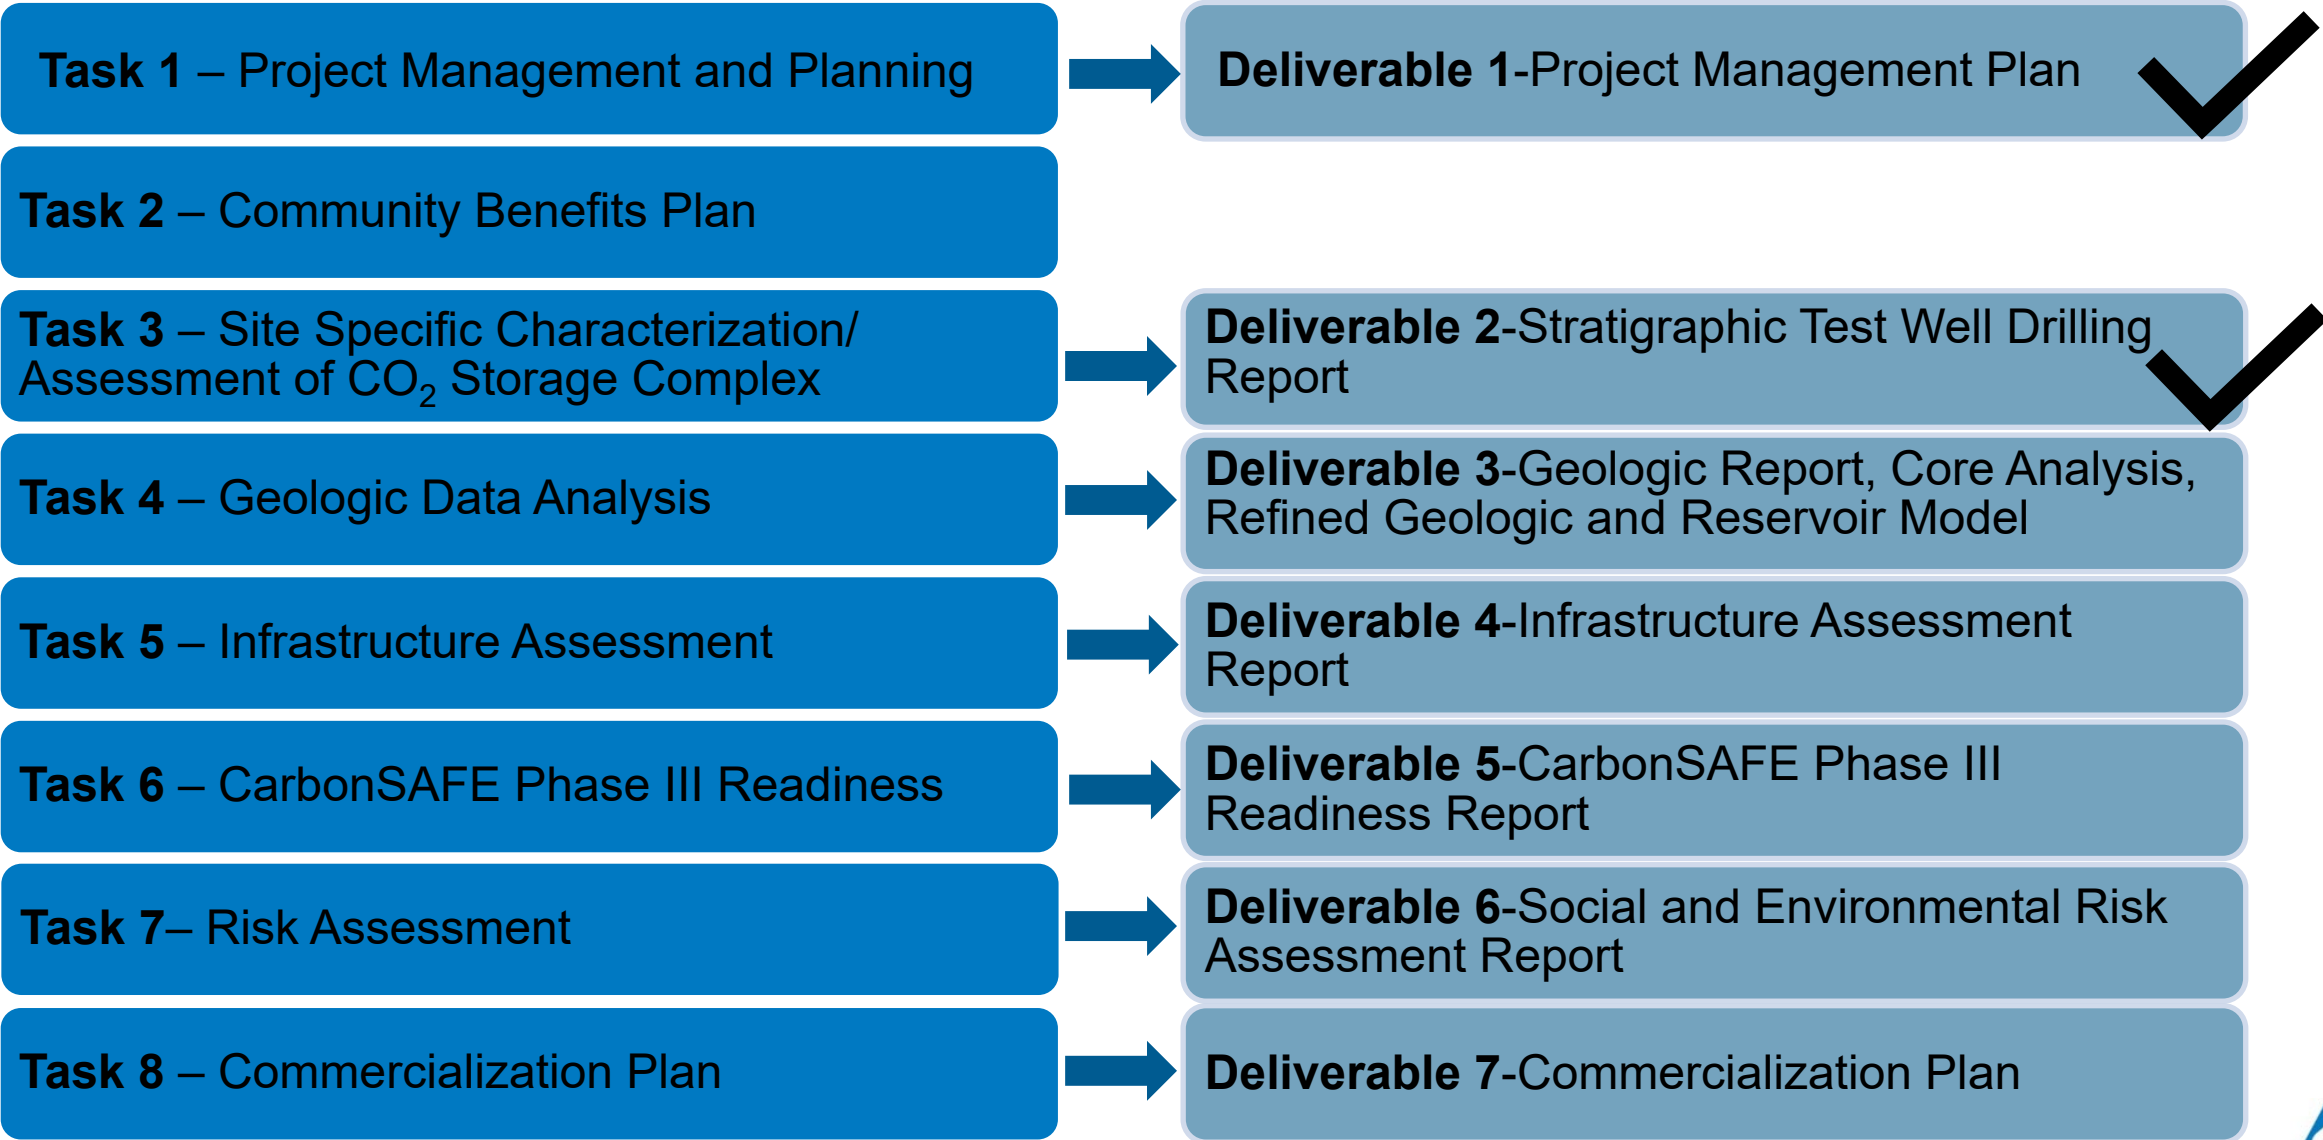 Task 1 – Project Management and Planning
Deliverable 1-Project Management Plan
Task 2 – Community Benefits Plan
Task 3 – Site Specific Characterization/
Assessment of CO₂ Storage Complex
Deliverable 2-Stratigraphic Test Well Drilling
Report
Task 4 – Geologic Data Analysis
Deliverable 3-Geologic Report, Core Analysis,
Refined Geologic and Reservoir Model
Task 5 – Infrastructure Assessment
Deliverable 4-Infrastructure Assessment
Report
Task 6 – CarbonSAFE Phase III Readiness
Deliverable 5-CarbonSAFE Phase III
Readiness Report
Task 7– Risk Assessment
Deliverable 6-Social and Environmental Risk
Assessment Report
Task 8 – Commercialization Plan
Deliverable 7-Commercialization Plan